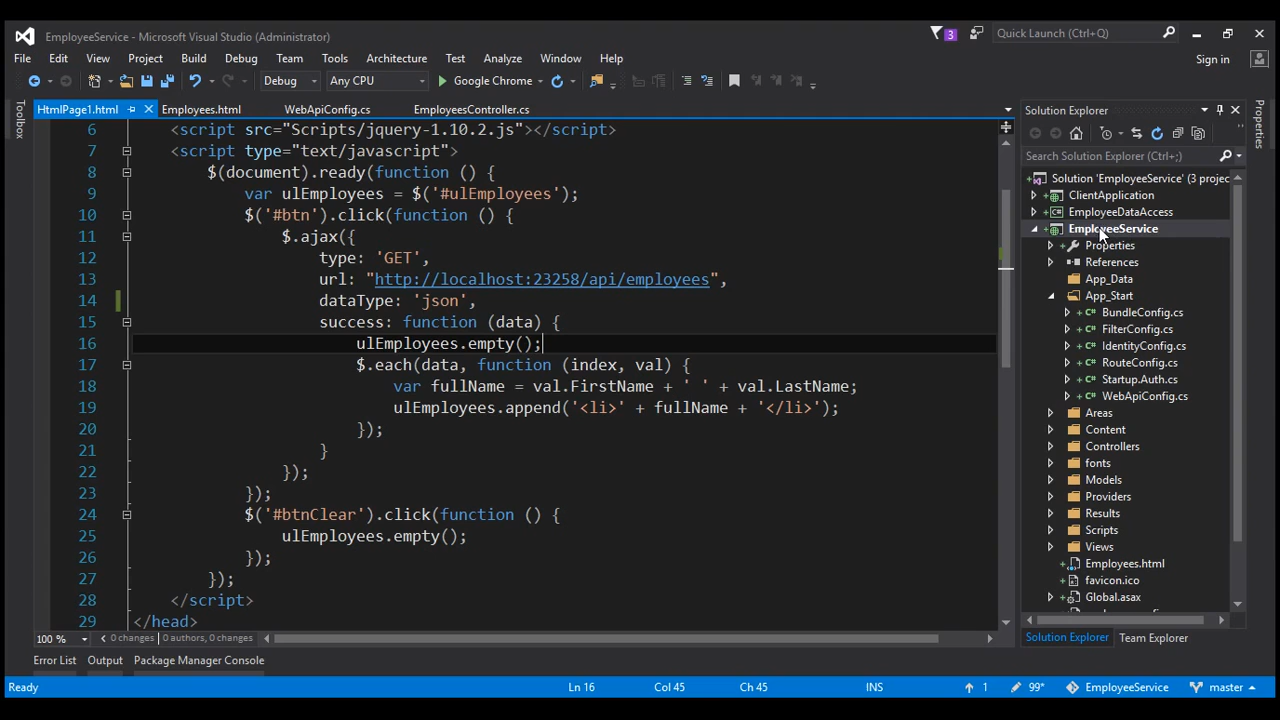 EmployeeService - Microsoft Visual Studio (Administrator)
3
Quick Launch (Ctrl+Q)
File Edit View Project Build Debug Team Tools Architecture Test Analyze Window Help
Sign in
Debug Any CPU Google Chrome
Toolbox
HtmlPage1.html Employees.html WebApiConfig.cs EmployeesController.cs
6 <script src="Scripts/jquery-1.10.2.js"></script>
7 <script type="text/javascript">
8 $(document).ready(function () {
9 var ulEmployees = $('#ulEmployees');
10 $('#btn').click(function () {
11 $.ajax({
12 type: 'GET',
13 url: "http://localhost:23258/api/employees",
14 dataType: 'json',
15 success: function (data) {
16 ulEmployees.empty();
17 $.each(data, function (index, val) {
18 var fullName = val.FirstName + ' ' + val.LastName;
19 ulEmployees.append('<li>' + fullName + '</li>');
20 });
21 }
22 });
23 });
24 $('#btnClear').click(function () {
25 ulEmployees.empty();
26 });
27 });
28 </script>
29 </head>
100 % 0 changes | 0 authors, 0 changes
Error List Output Package Manager Console
Solution Explorer
Search Solution Explorer (Ctrl+;)
Solution 'EmployeeService' (3 projec
ClientApplication
EmployeeDataAccess
EmployeeService
Properties
References
App_Data
App_Start
BundleConfig.cs
FilterConfig.cs
IdentityConfig.cs
RouteConfig.cs
Startup.Auth.cs
WebApiConfig.cs
Areas
Content
Controllers
fonts
Models
Providers
Results
Scripts
Views
Employees.html
favicon.ico
Global.asax
Solution Explorer Team Explorer
Properties
Ready Ln 16 Col 45 Ch 45 INS 1 99* EmployeeService master